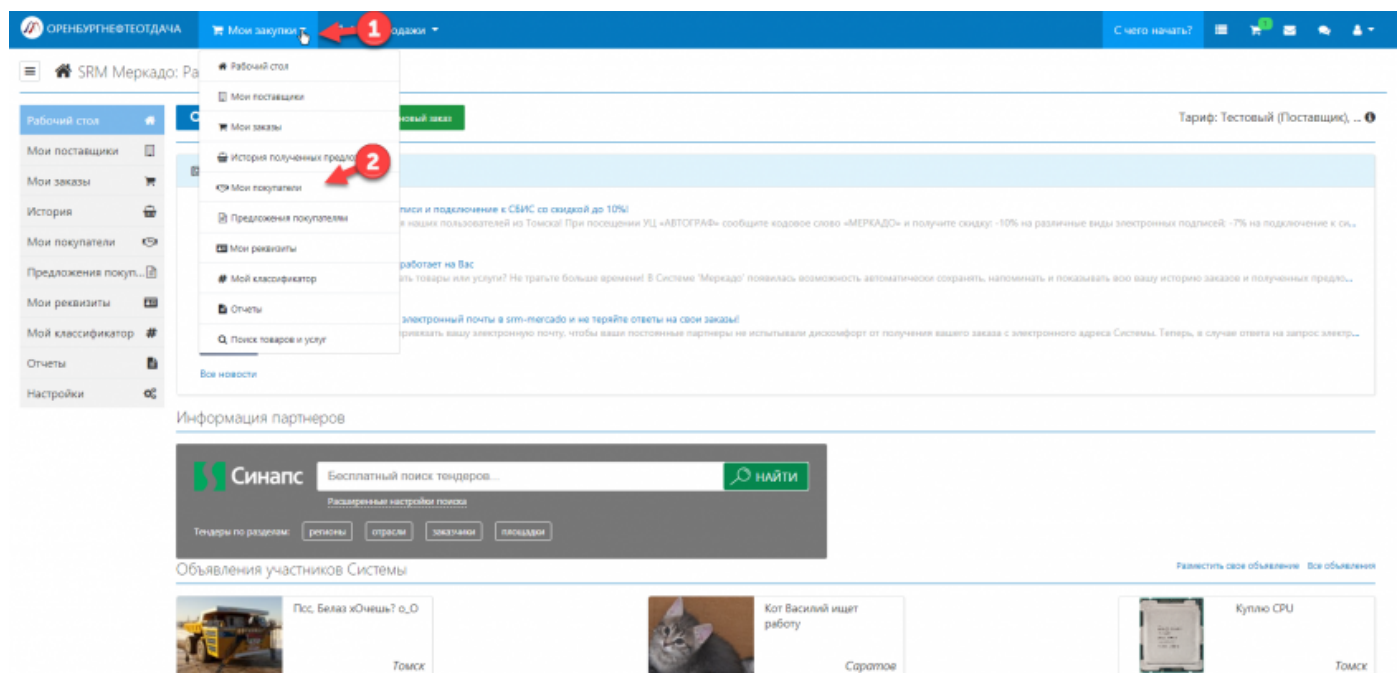 ОРЕНБУРГНЕФТЕОТДАЧА
Мои закупки
1
одажи
С чего начать?
SRM Меркадо: Ра
Рабочий стол
Мои поставщики
Мои заказы
История
Мои покупатели
Предложения покуп...
Мои реквизиты
Мой классификатор
Отчеты
Настройки
Рабочий стол
Мои поставщики
Мои заказы
История полученных предло
2
Мои покупатели
Предложения покупателям
Мои реквизиты
Мой классификатор
Отчеты
Поиск товаров и услуг
новый заказ
Тариф: Тестовый (Поставщик), ...
писи и подключение к СБИС со скидкой до 10%!
я наших пользователей из Томска! При посещении УЦ «АВТОГРАФ» сообщите кодовое слово «МЕРКАДО» и получите скидку: -10% на различные виды электронных подписей; -7% на подключение к си...
работает на Вас
ать товары или услуги? Не тратьте больше времени! В Системе 'Меркадо' появилась возможность автоматически сохранять, напоминать и показывать всю вашу историю заказов и полученных предло...
электронный почты в srm-mercado и не теряйте ответы на свои заказы!
привязать вашу электронную почту, чтобы ваши постоянные партнеры не испытывали дискомфорт от получения вашего заказа с электронного адреса Системы. Теперь, в случае ответа на запрос электр...
Все новости
Информация партнеров
Синапс
Бесплатный поиск тендеров...
НАЙТИ
Расширенные настройки поиска
Тендеры по разделам: регионы отрасли заказчики площадки
Объявления участников Системы
Разместить свое объявление Все объявления
Псс, Белаз хОчешь? о_О
Томск
Кот Василий ищет
работу
Саратов
Куплю CPU
Томск